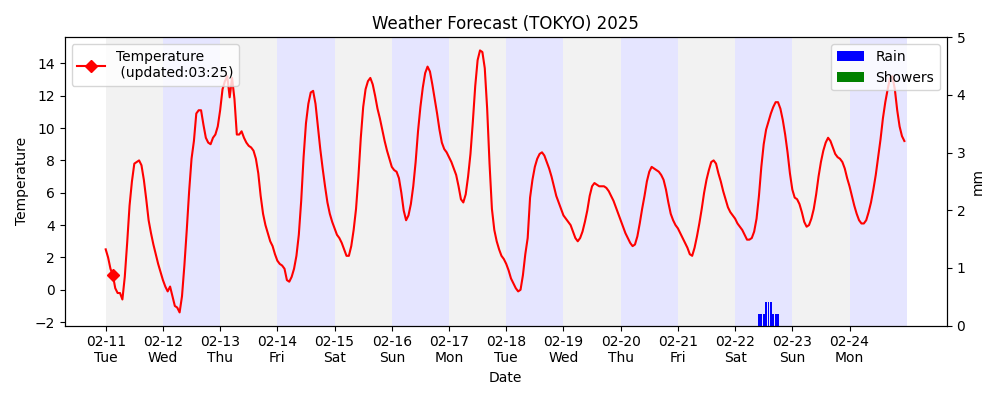 Weather Forecast (TOKYO) 2025
Temperature
(updated:03:25)
Rain
Showers
Temperature
14
12
10
8
6
4
2
0
−2
5
4
3
2
1
0
mm
02-11 02-12 02-13 02-14 02-15 02-16 02-17 02-18 02-19 02-20 02-21 02-22 02-23 02-24
Tue Wed Thu Fri Sat Sun Mon Tue Wed Thu Fri Sat Sun Mon
Date